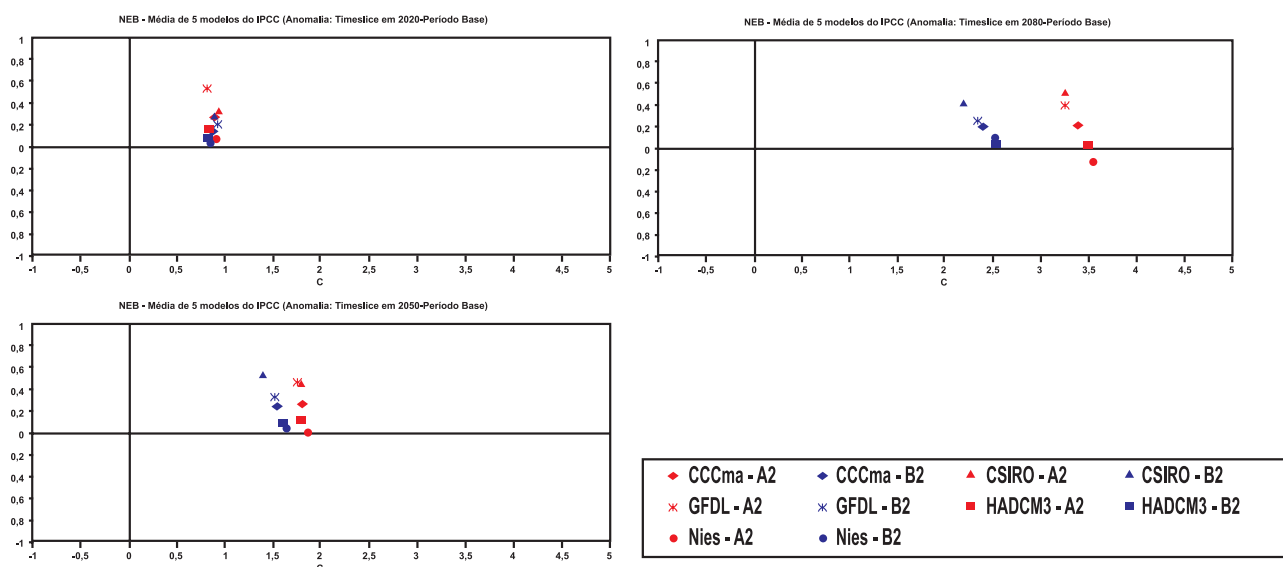 NEB - Média de 5 modelos do IPCC (Anomalia: Timeslice em 2020-Período Base)
1
0,8
0,6
0,4
0,2
0
0,2
0,4
0,6
0,8
-1
-1 -0,5 0 0,5 1 1,5 2 2,5 3 3,5 4 4,5 5
C
NEB - Média de 5 modelos do IPCC (Anomalia: Timeslice em 2080-Período Base)
1
0,8
0,6
0,4
0,2
0
0,2
0,4
0,6
0,8
-1
-1 -0,5 0 0,5 1 1,5 2 2,5 3 3,5 4 4,5 5
C
NEB - Média de 5 modelos do IPCC (Anomalia: Timeslice em 2050-Período Base)
1
0,8
0,6
0,4
0,2
0
0,2
0,4
0,6
0,8
-1
-1 -0,5 0 0,5 1 1,5 2 2,5 3 3,5 4 4,5 5
C
CCCma - A2 CCCma - B2 CSIRO - A2 CSIRO - B2
GFDL - A2 GFDL - B2 HADCM3 - A2 HADCM3 - B2
Nies - A2 Nies - B2